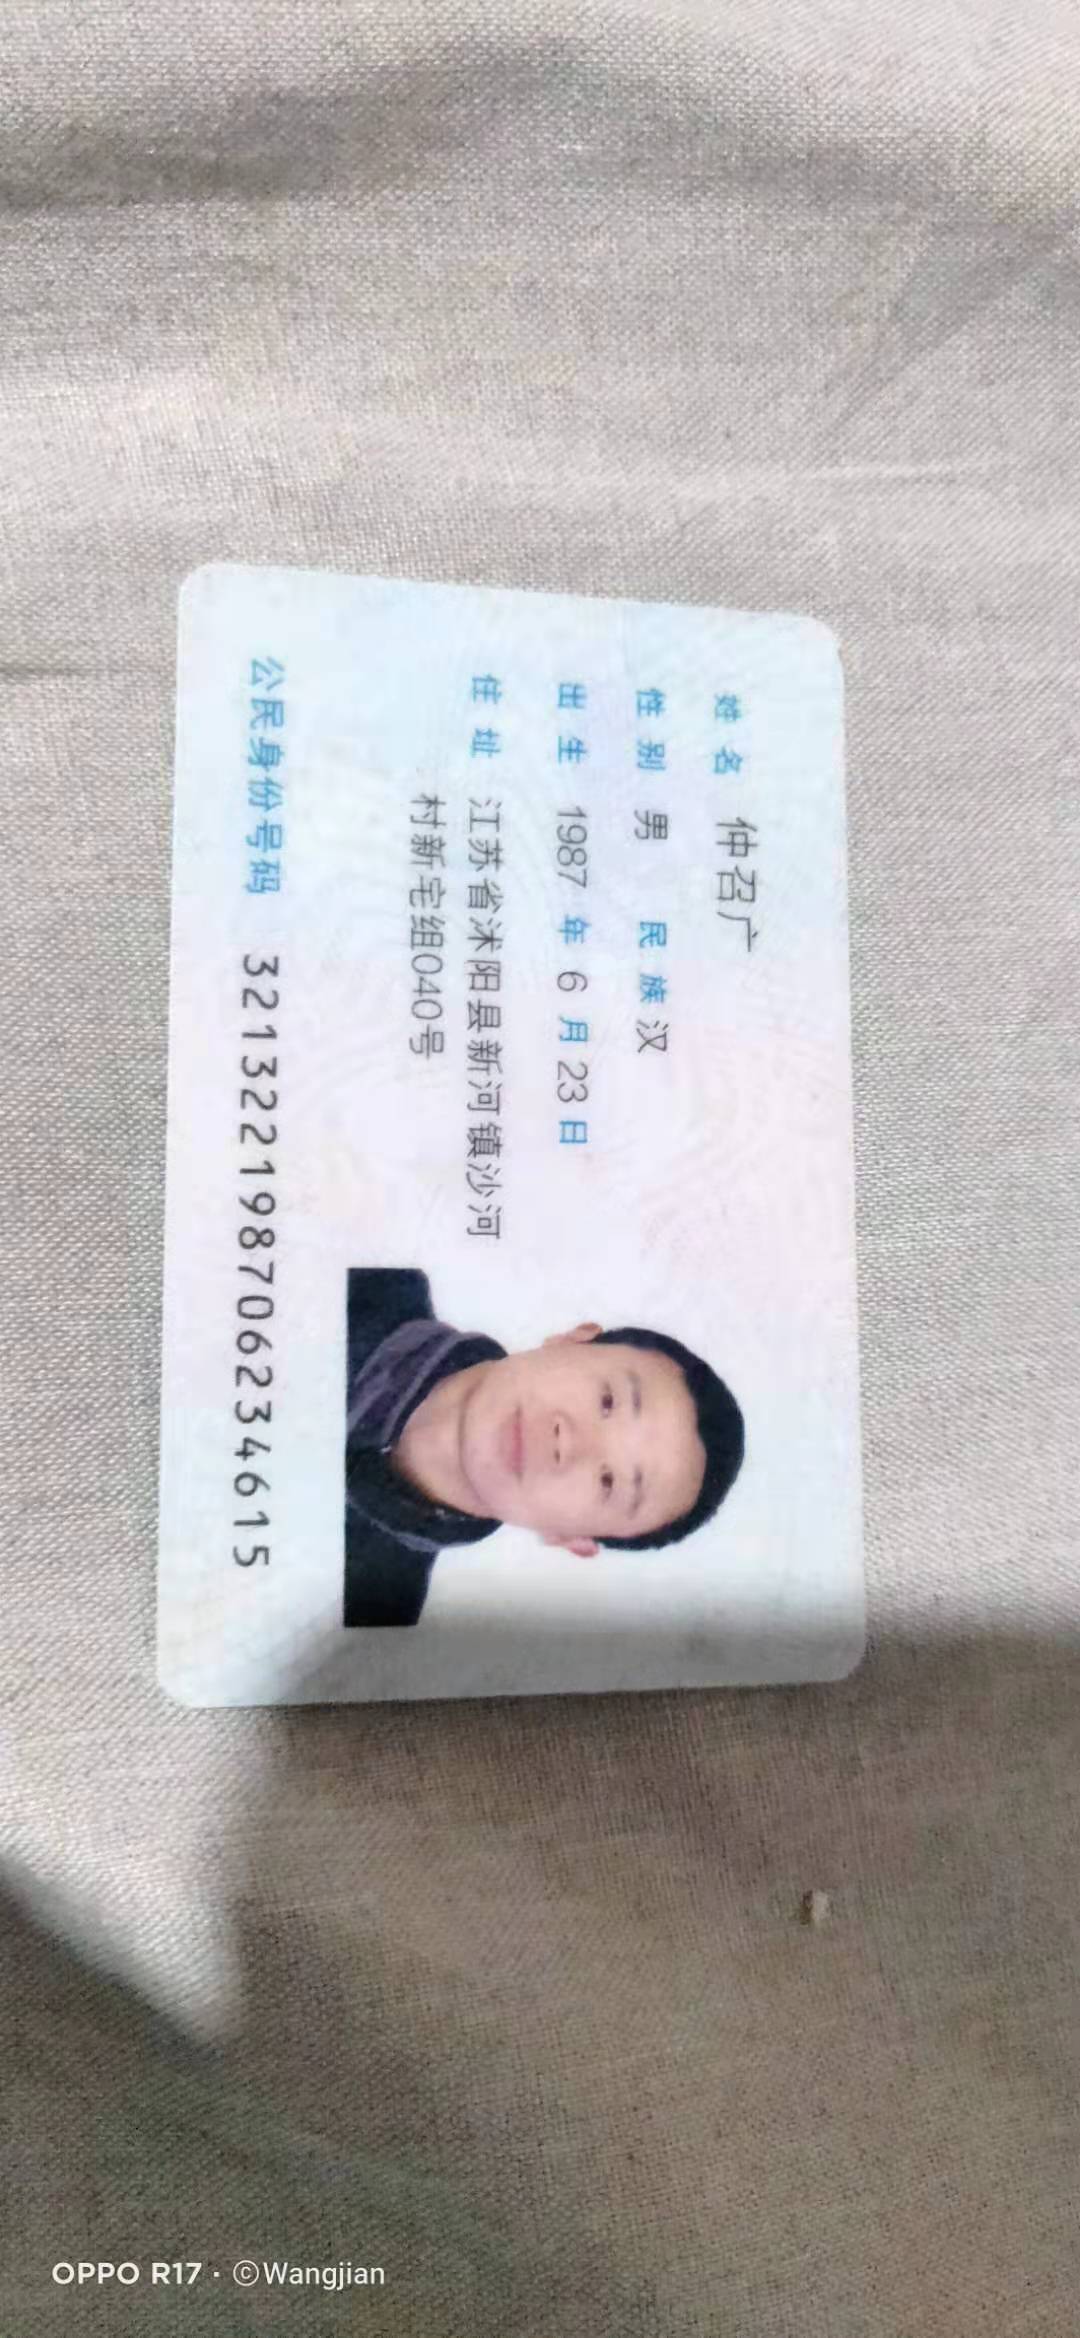 姓名 仲召广
性别 男 民族 汉
出生 1987 年 6 月 23 日
住址 江苏省沭阳县新河镇沙河
村新宅组040号
公民身份号码 321322198706234615
OPPO R17 · ©Wangjian